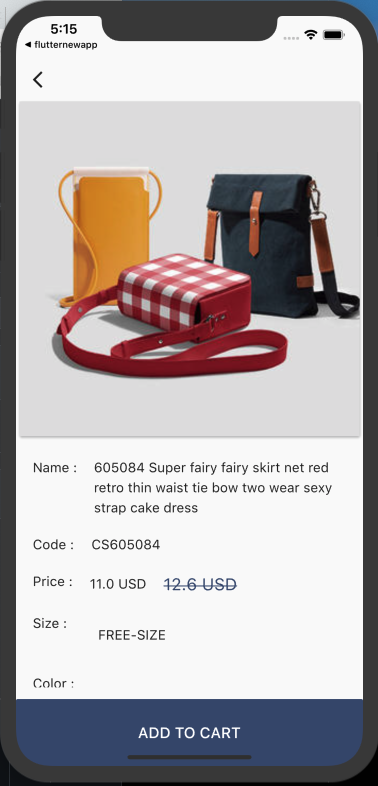 5:15
◀ flutternewapp
Name : 605084 Super fairy fairy skirt net red
retro thin waist tie bow two wear sexy
strap cake dress
Code : CS605084
Price : 11.0 USD 12.6 USD
Size :
FREE-SIZE
Color :
ADD TO CART